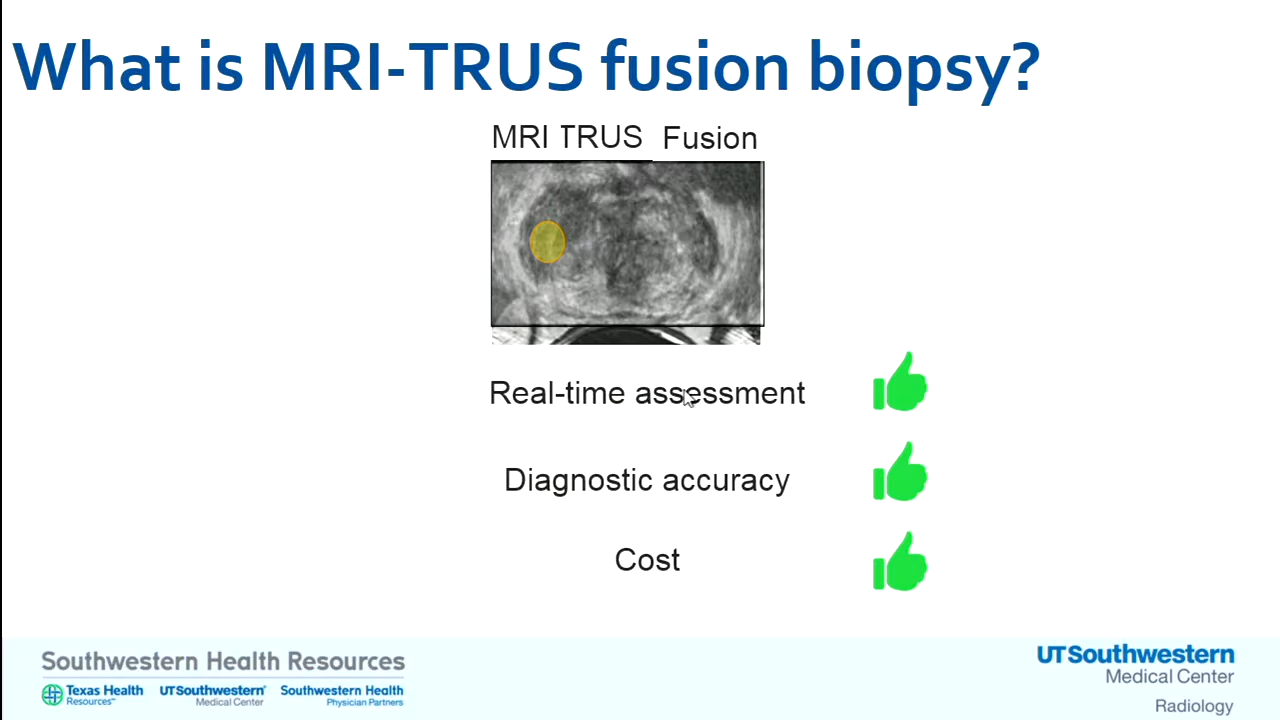 What is MRI-TRUS fusion biopsy?
MRI TRUS Fusion
Real-time assessment
Diagnostic accuracy
Cost
Southwestern Health Resources
Texas Health Resources℠
UTSouthwestern®
Medical Center
Southwestern Health
Physician Partners
UTSouthwestern
Medical Center
Radiology